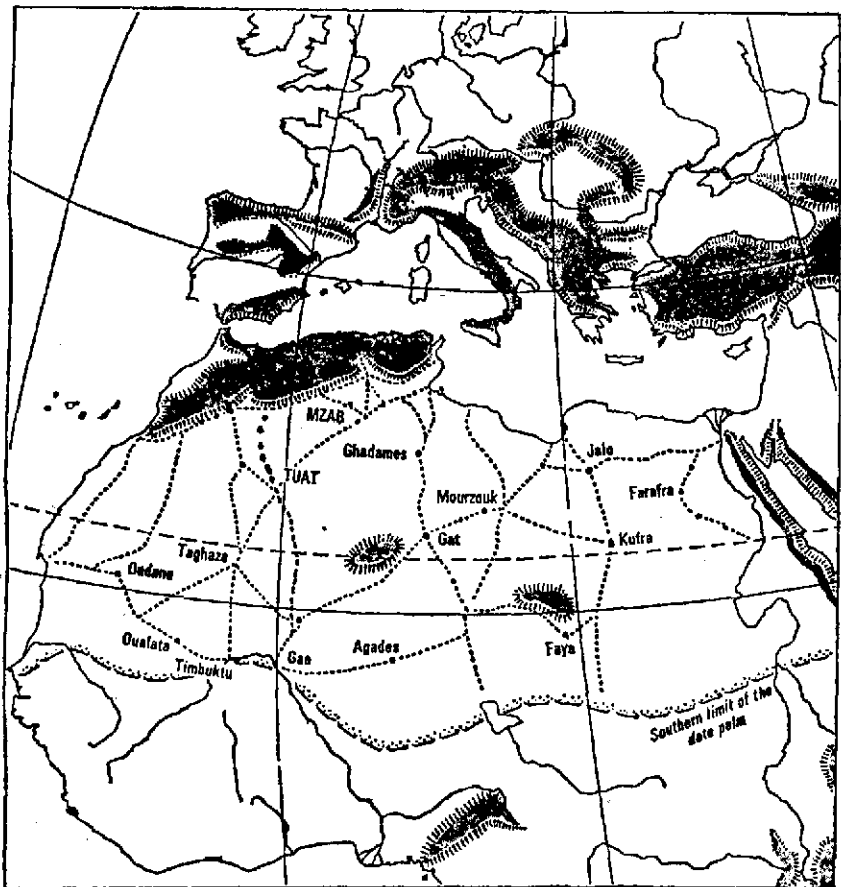 MZAB
Ghadames
Jalo
TUAT
Mourzouk
Farafra
Gat
Kufra
Taghaza
Oudane
Oualata
Timbuktu
Gao
Agades
Faya
Southern limit of the
date palm